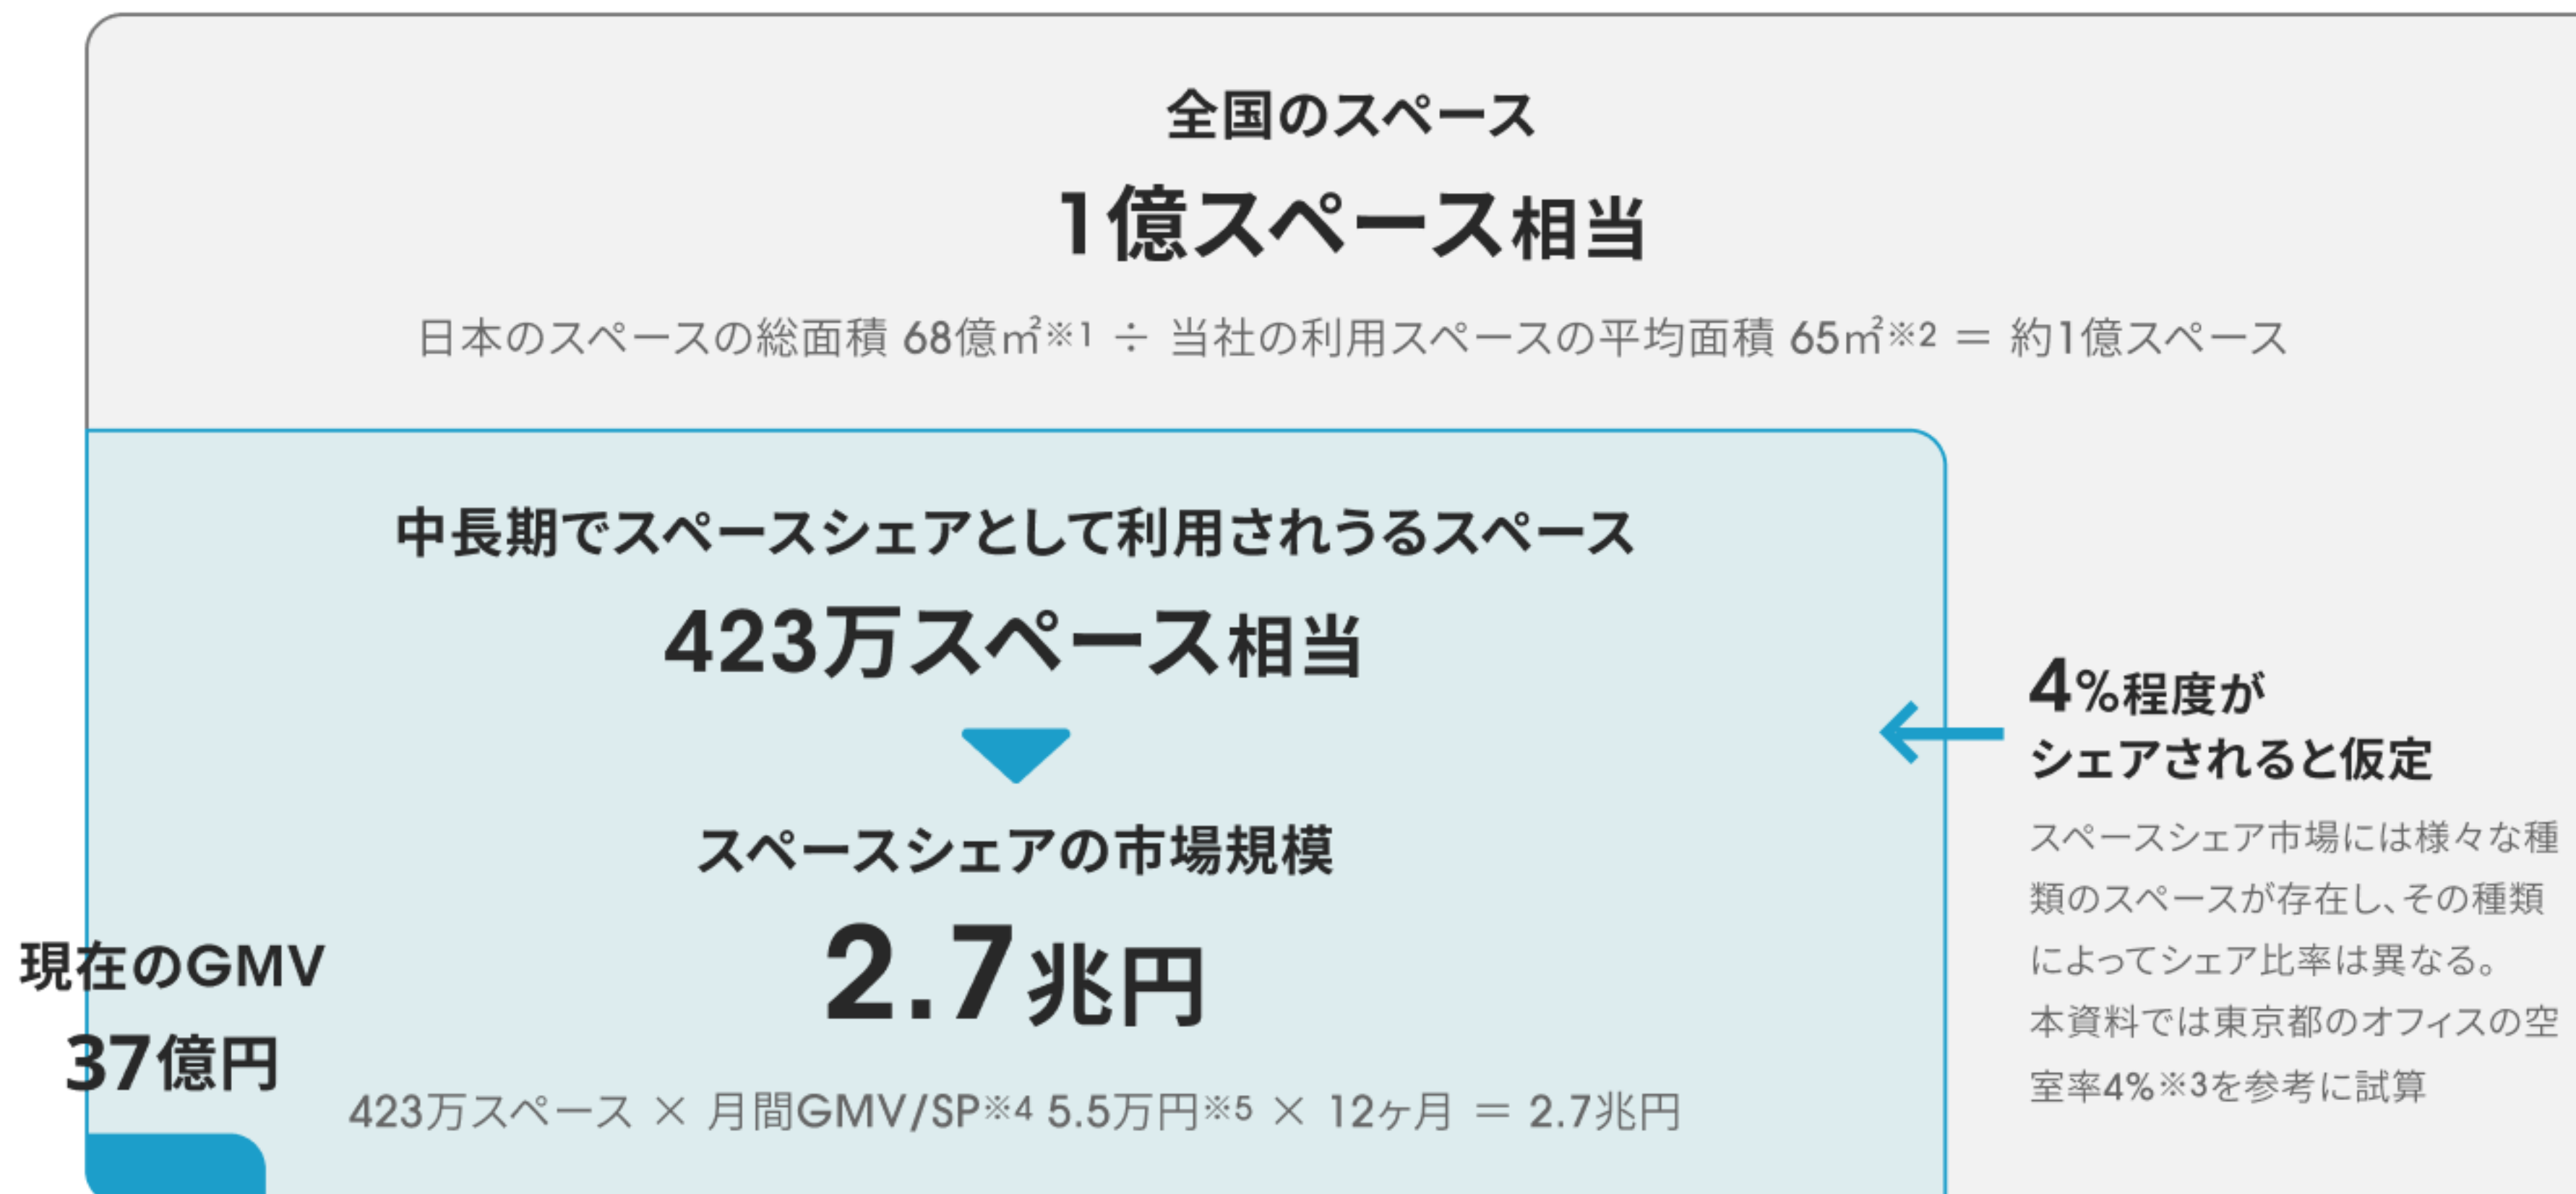 全国のスペース
1億スペース相当
日本のスペースの総面積 68億㎡※1 ÷ 当社の利用スペースの平均面積 65㎡※2 ＝ 約1億スペース
中長期でスペースシェアとして利用されうるスペース
423万スペース相当
スペースシェアの市場規模
2.7兆円
423万スペース × 月間GMV/SP※4 5.5万円※5 × 12ヶ月 ＝ 2.7兆円
現在のGMV
37億円
4%程度が
シェアされると仮定
スペースシェア市場には様々な種
類のスペースが存在し、その種類
によってシェア比率は異なる。
本資料では東京都のオフィスの空
室率4%※3を参考に試算